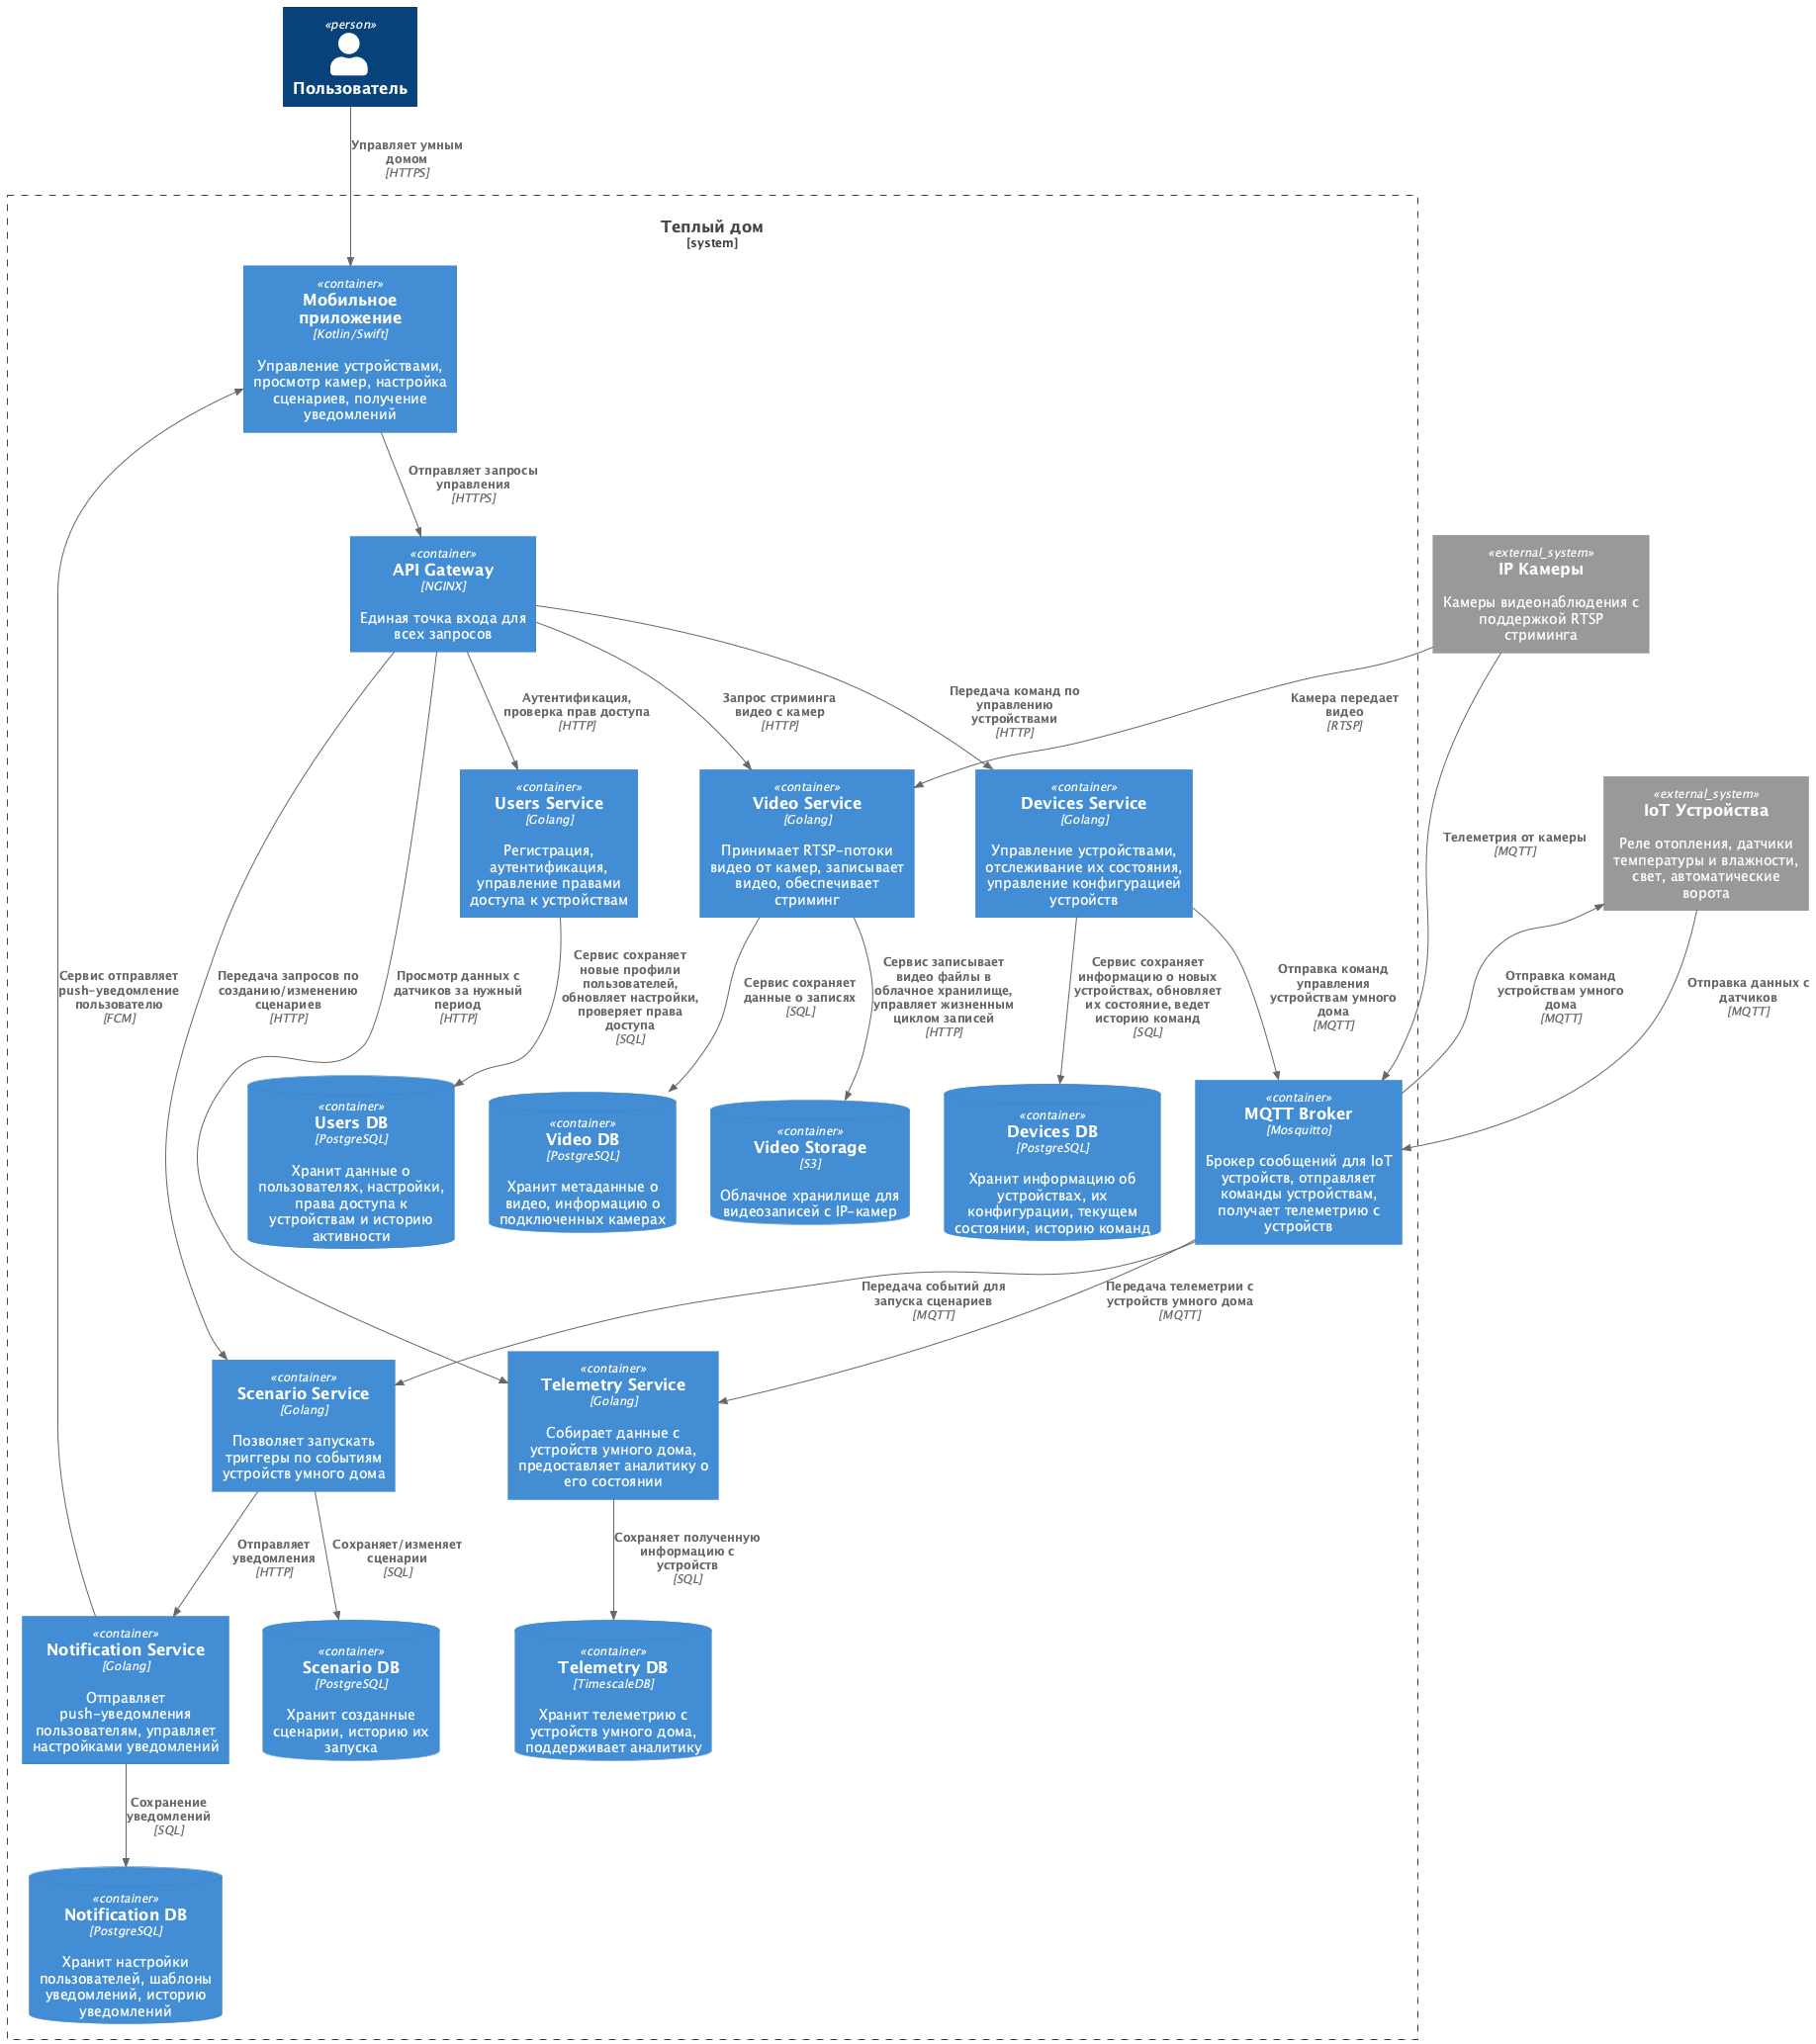 «person»
Пользователь
Управляет умным
домом
[HTTPS]
Теплый дом
[system]
«container»
Мобильное
приложение
[Kotlin/Swift]
Управление устройствами,
просмотр камер, настройка
сценариев, получение
уведомлений
Отправляет запросы
управления
[HTTPS]
«container»
API Gateway
[NGINX]
Единая точка входа для
всех запросов
«external_system»
IP Камеры
Камеры видеонаблюдения с
поддержкой RTSP
стриминга
Аутентификация,
проверка прав доступа
[HTTP]
Запрос стриминга
видео с камер
[HTTP]
Передача команд по
управлению
устройствами
[HTTP]
Камера передает
видео
[RTSP]
«container»
Users Service
[Golang]
Регистрация,
аутентификация,
управление правами
доступа к устройствам
«container»
Video Service
[Golang]
Принимает RTSP-потоки
видео от камер, записывает
видео, обеспечивает
стриминг
«container»
Devices Service
[Golang]
Управление устройствами,
отслеживание их состояния,
управление конфигурацией
устройств
Телеметрия от камеры
[MQTT]
«external_system»
IoT Устройства
Реле отопления, датчики
температуры и влажности,
свет, автоматические
ворота
Сервис отправляет
push-уведомление
пользователю
[FCM]
Передача запросов по
созданию/изменению
сценариев
[HTTP]
Просмотр данных с
датчиков за нужный
период
[HTTP]
Сервис сохраняет
новые профили
пользователей,
обновляет настройки,
проверяет права
доступа
[SQL]
Сервис сохраняет
данные о записях
[SQL]
Сервис записывает
видео файлы в
облачное хранилище,
управляет жизненным
циклом записей
[HTTP]
Сервис сохраняет
информацию о новых
устройствах, обновляет
их состояние, ведет
историю команд
[SQL]
Отправка команд
управления
устройствам умного
дома
[MQTT]
Отправка команд
устройствам умного
дома
[MQTT]
Отправка данных с
датчиков
[MQTT]
«container»
Users DB
[PostgreSQL]
Хранит данные о
пользователях, настройки,
права доступа к
устройствам и историю
активности
«container»
Video DB
[PostgreSQL]
Хранит метаданные о
видео, информацию о
подключенных камерах
«container»
Video Storage
[S3]
Облачное хранилище для
видеозаписей с IP-камер
«container»
Devices DB
[PostgreSQL]
Хранит информацию об
устройствах, их
конфигурации, текущем
состоянии, историю команд
«container»
MQTT Broker
[Mosquitto]
Брокер сообщений для IoT
устройств, отправляет
команды устройствам,
получает телеметрию с
устройств
Передача событий для
запуска сценариев
[MQTT]
Передача телеметрии с
устройств умного дома
[MQTT]
«container»
Scenario Service
[Golang]
Позволяет запускать
триггеры по событиям
устройств умного дома
«container»
Telemetry Service
[Golang]
Собирает данные с
устройств умного дома,
предоставляет аналитику о
его состоянии
Отправляет
уведомления
[HTTP]
Сохраняет/изменяет
сценарии
[SQL]
Сохраняет полученную
информацию с
устройств
[SQL]
«container»
Notification Service
[Golang]
Отправляет
push-уведомления
пользователям, управляет
настройками уведомлений
«container»
Scenario DB
[PostgreSQL]
Хранит созданные
сценарии, историю их
запуска
«container»
Telemetry DB
[TimescaleDB]
Хранит телеметрию с
устройств умного дома,
поддерживает аналитику
Сохранение
уведомлений
[SQL]
«container»
Notification DB
[PostgreSQL]
Хранит настройки
пользователей, шаблоны
уведомлений, историю
уведомлений